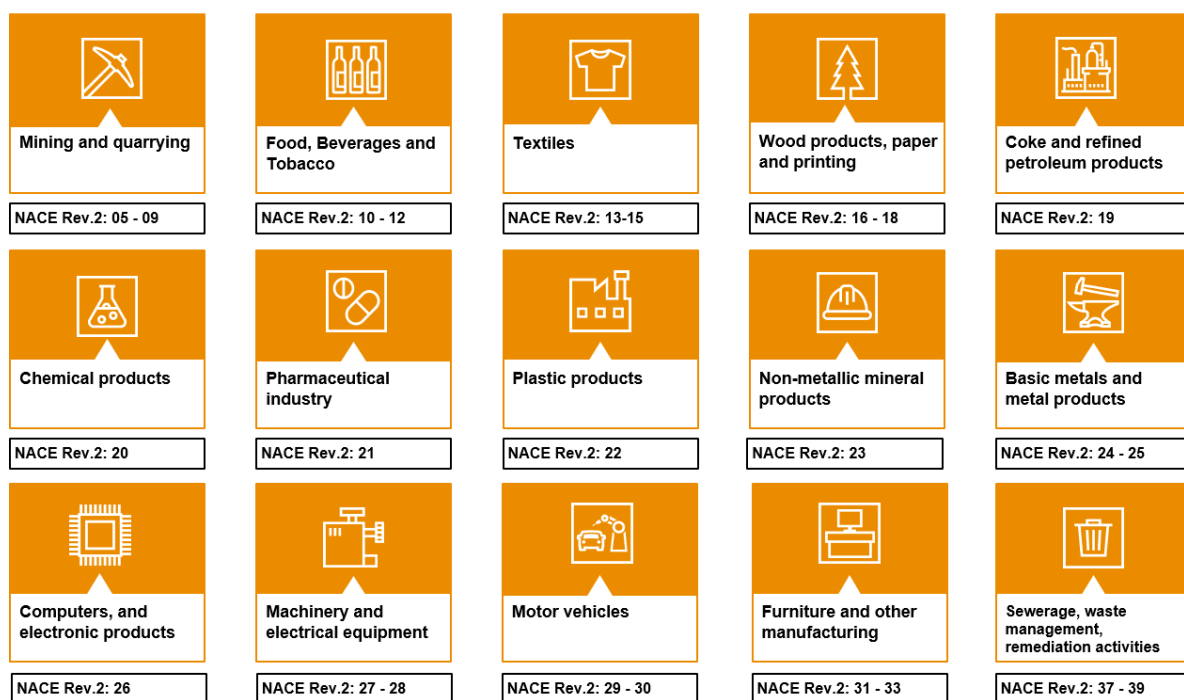 Mining and quarrying
NACE Rev.2: 05 - 09
Food, Beverages and
Tobacco
NACE Rev.2: 10 - 12
Textiles
NACE Rev.2: 13-15
Wood products, paper
and printing
NACE Rev.2: 16 - 18
Coke and refined
petroleum products
NACE Rev.2: 19
Chemical products
NACE Rev.2: 20
Pharmaceutical
industry
NACE Rev.2: 21
Plastic products
NACE Rev.2: 22
Non-metallic mineral
products
NACE Rev.2: 23
Basic metals and
metal products
NACE Rev.2: 24 - 25
Computers, and
electronic products
NACE Rev.2: 26
Machinery and
electrical equipment
NACE Rev.2: 27 - 28
Motor vehicles
NACE Rev.2: 29 - 30
Furniture and other
manufacturing
NACE Rev.2: 31 - 33
Sewerage, waste
management,
remediation activities
NACE Rev.2: 37 - 39